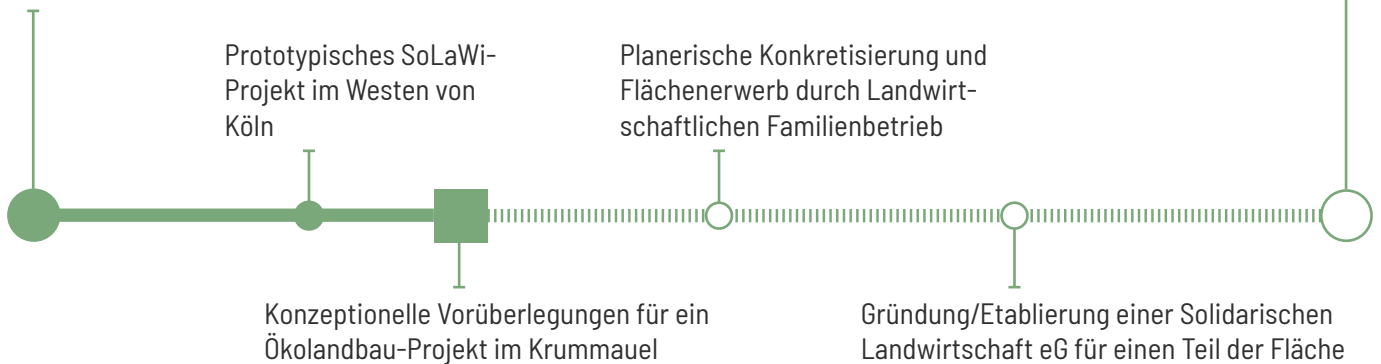 Prototypisches SoLaWi-
Projekt im Westen von
Köln
Planerische Konkretisierung und
Flächenerwerb durch Landwirt-
schaftlichen Familienbetrieb
Konzeptionelle Vorüberlegungen für ein
Ökolandbau-Projekt im Krummauel
Gründung/Etablierung einer Solidarischen
Landwirtschaft eG für einen Teil der Fläche